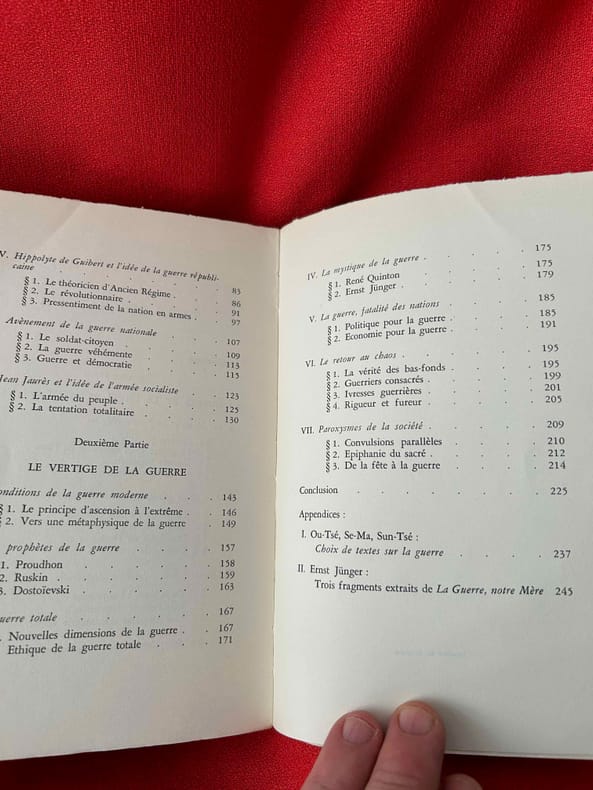 V. Hippolyte de Guibert et l'idée de la guerre républi-
caine . . . . . . . 85
§ 1. Le théoricien d'Ancien Régime . . 86
§ 2. Le révolutionnaire . . . . . 91
§ 3. Pressentiment de la nation en armes . . 97
Avènement de la guerre nationale . . . 107
§ 1. Le soldat-citoyen . . . . . 109
§ 2. La guerre véhémente . . . . 113
§ 3. Guerre et démocratie . . . . 115
Jean Jaurès et l'idée de l'armée socialiste . . 123
§ 1. L'armée du peuple . . . . . 125
§ 2. La tentation totalitaire . . . . 130
Deuxième Partie
LE VERTIGE DE LA GUERRE
onditions de la guerre moderne . . . 143
§ 1. Le principe d'ascension à l'extrême . . 146
§ 2. Vers une métaphysique de la guerre . . 149
prophètes de la guerre . . . . 157
1. Proudhon . . . . . . 158
2. Ruskin . . . . . . . 159
3. Dostoïevski . . . . . . 163
uerre totale . . . . . . 167
. Nouvelles dimensions de la guerre . . 167
Ethique de la guerre totale . . . 171
IV. La mystique de la guerre . . . . 175
§ 1. René Quinton . . . . . 175
§ 2. Ernst Jünger . . . . . 179
V. La guerre, fatalité des nations . . . 185
§ 1. Politique pour la guerre . . . . 185
§ 2. Economie pour la guerre . . . . 191
VI. Le retour au chaos . . . . . 195
§ 1. La vérité des bas-fonds . . . . 195
§ 2. Guerriers consacrés . . . . . 199
§ 3. Ivresses guerrières . . . . . 201
§ 4. Rigueur et fureur . . . . . 205
VII. Paroxysmes de la société . . . . 209
§ 1. Convulsions parallèles . . . . 210
§ 2. Epiphanie du sacré . . . . . 212
§ 3. De la fête à la guerre . . . . 214
Conclusion . . . . . . . 225
Appendices :
I. Ou-Tsé, Se-Ma, Sun-Tsé :
Choix de textes sur la guerre . . . 237
II. Ernst Jünger :
Trois fragments extraits de La Guerre, notre Mère 245